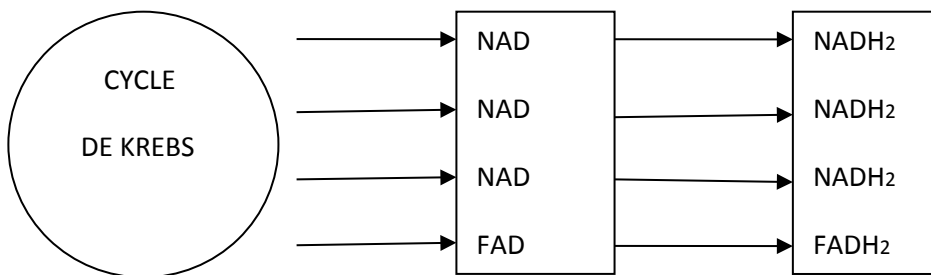 CYCLE
DE KREBS
NAD
NAD
NAD
FAD
NADH2
NADH2
NADH2
FADH2